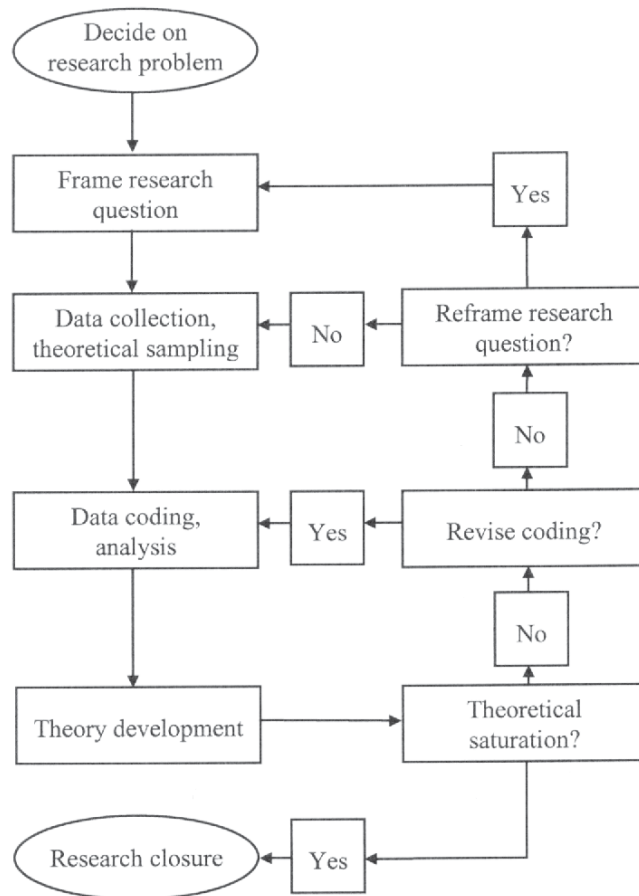 Decide on
research problem
Frame research
question
Yes
Data collection,
theoretical sampling
No
Reframe research
question?
No
Data coding,
analysis
Yes
Revise coding?
No
Theory development
Theoretical
saturation?
Research closure
Yes